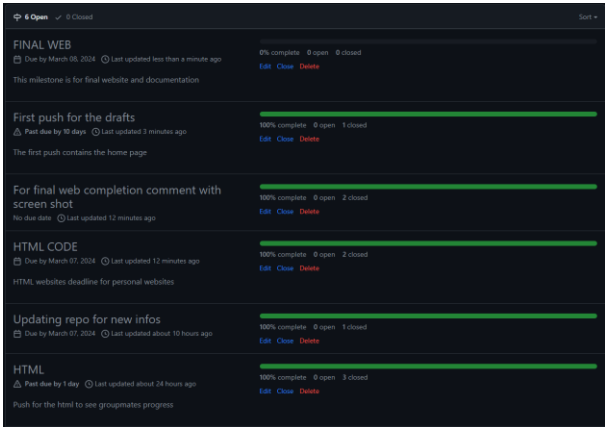 6 Open 0 Closed Sort
FINAL WEB
Due by March 08, 2024 Last updated less than a minute ago
This milestone is for final website and documentation
0% complete 0 open 0 closed
Edit Close Delete
First push for the drafts
Past due by 10 days Last updated 3 minutes ago
The first push contains the home page
100% complete 0 open 1 closed
Edit Close Delete
For final web completion comment with
screen shot
No due date Last updated 12 minutes ago
100% complete 0 open 2 closed
Edit Close Delete
HTML CODE
Due by March 07, 2024 Last updated 12 minutes ago
HTML websites deadline for personal websites
100% complete 0 open 2 closed
Edit Close Delete
Updating repo for new infos
Due by March 07, 2024 Last updated about 10 hours ago
100% complete 0 open 1 closed
Edit Close Delete
HTML
Past due by 1 day Last updated about 24 hours ago
Push for the html to see groupmates progress
100% complete 0 open 3 closed
Edit Close Delete